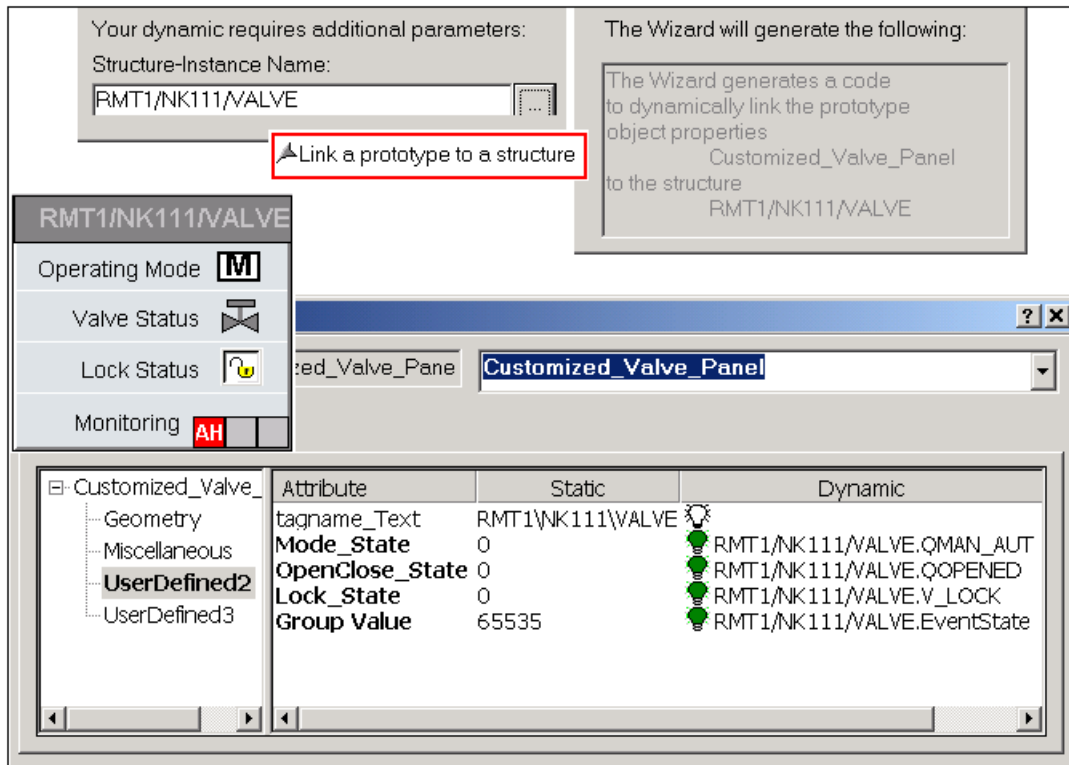 Your dynamic requires additional parameters:
Structure-Instance Name:
RMT1/NK111/VALVE
...
The Wizard will generate the following:
The Wizard generates a code
to dynamically link the prototype
object properties
Customized_Valve_Panel
to the structure
RMT1/NK111/VALVE
Link a prototype to a structure
RMT1/NK111/VALVE
Operating Mode M
Valve Status
Lock Status
Monitoring AH
? x
zed_Valve_Pane Customized_Valve_Panel
Customized_Valve_
Geometry
Miscellaneous
UserDefined2
UserDefined3
Attribute Static Dynamic
tagname_Text RMT1\NK111\VALVE
Mode_State 0 RMT1/NK111/VALVE.QMAN_AUT
OpenClose_State 0 RMT1/NK111/VALVE.QOPENED
Lock_State 0 RMT1/NK111/VALVE.V_LOCK
Group Value 65535 RMT1/NK111/VALVE.EventState